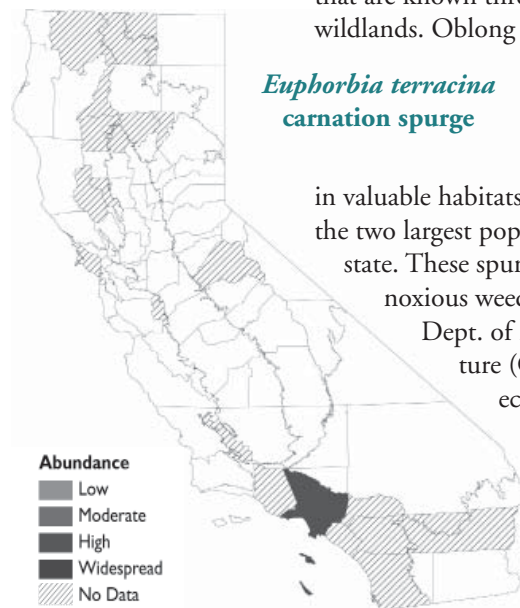 that are known thr
wildlands. Oblong
Euphorbia terracina
carnation spurge
in valuable habitats
the two largest pop
state. These spur
noxious weed
Dept. of
ture (
ec
Abundance
Low
Moderate
High
Widespread
No Data